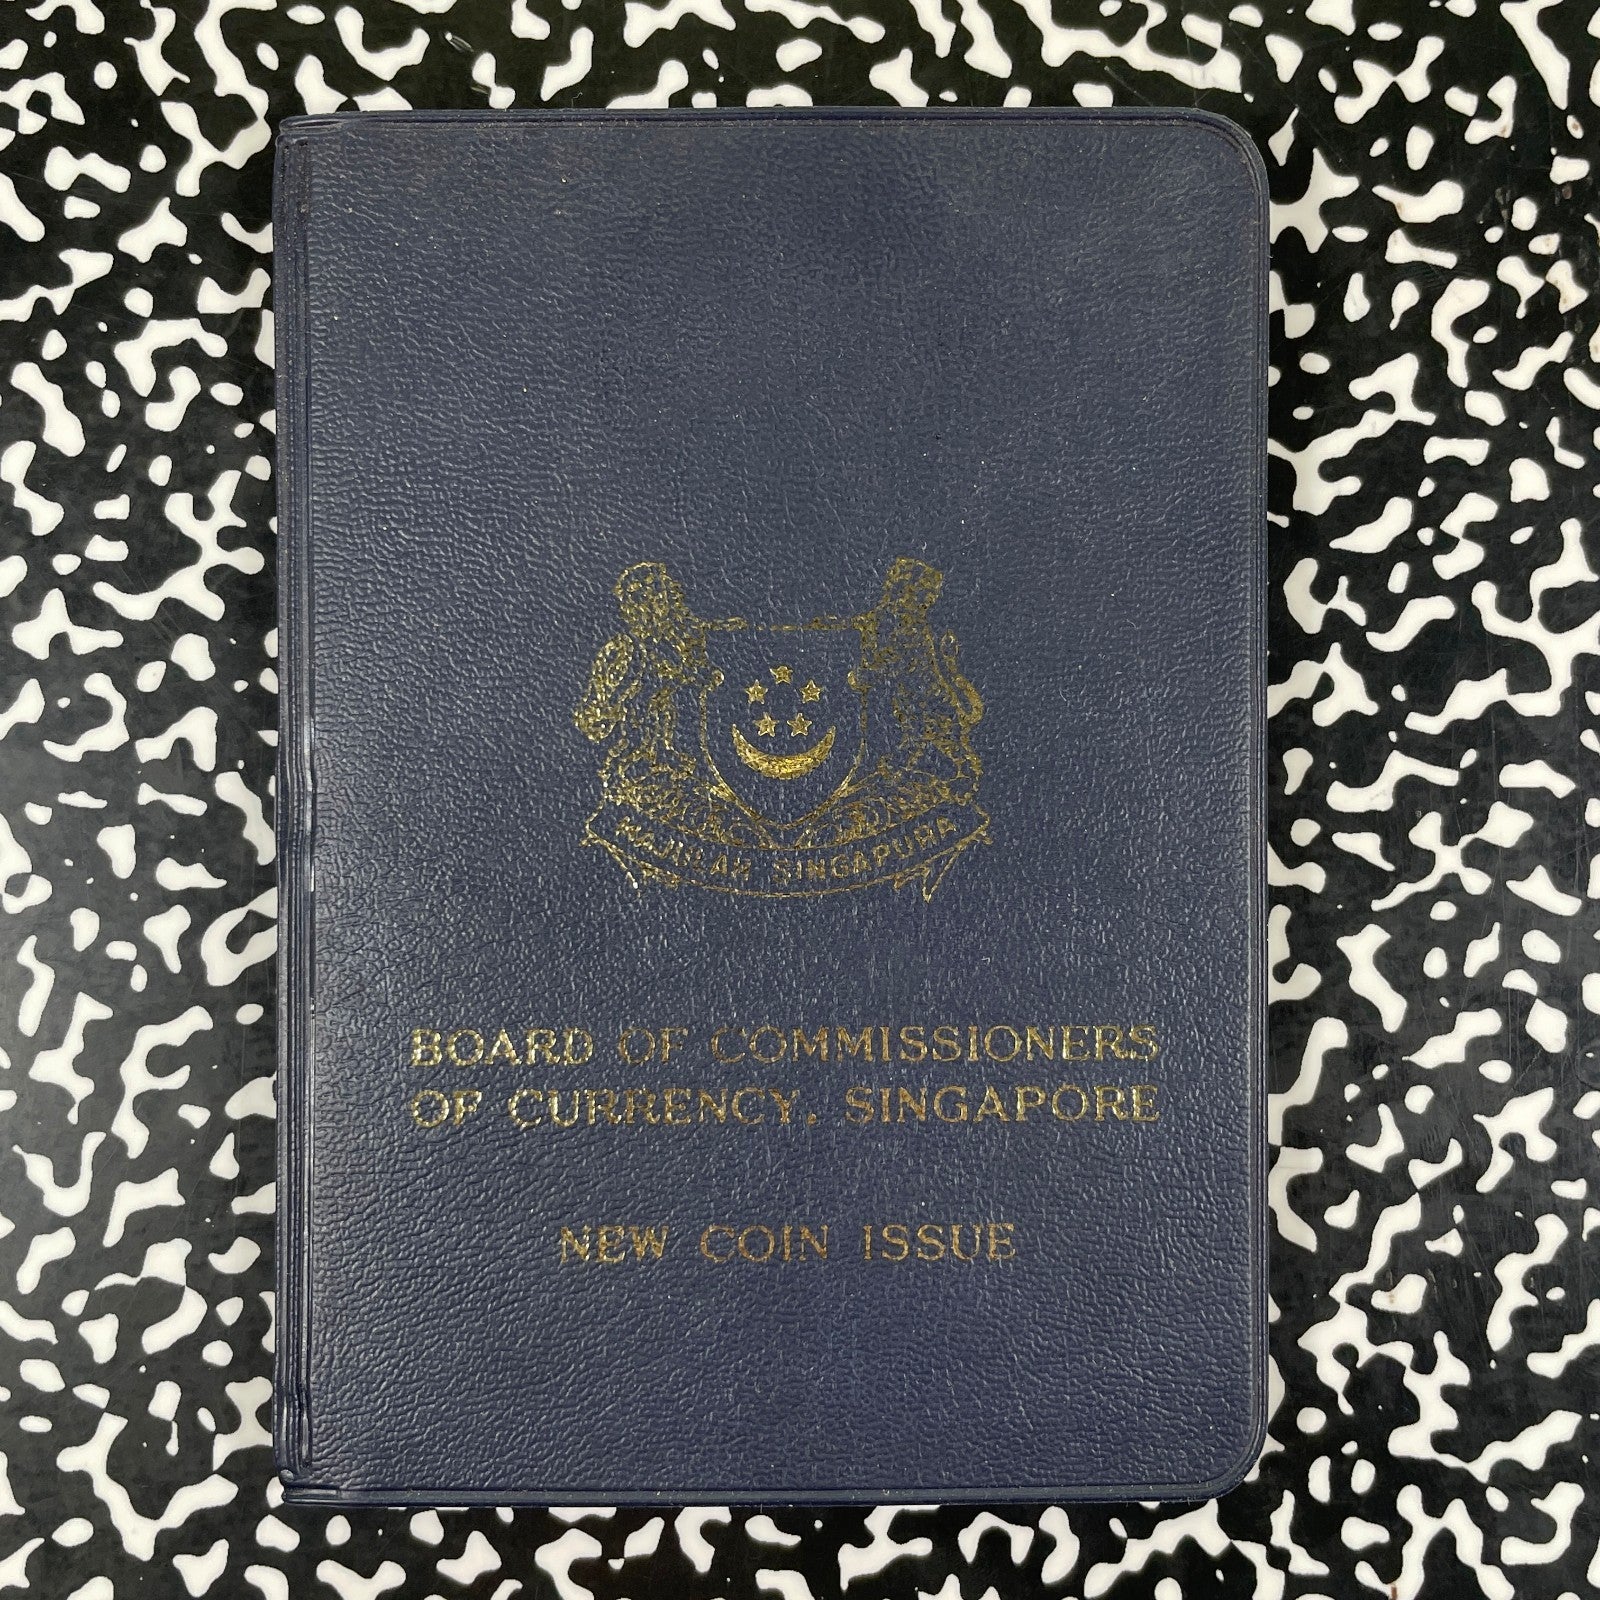 MAJULAH SINGAPURA
BOARD OF COMMISSIONERS
OF CURRENCY, SINGAPORE
NEW COIN ISSUE